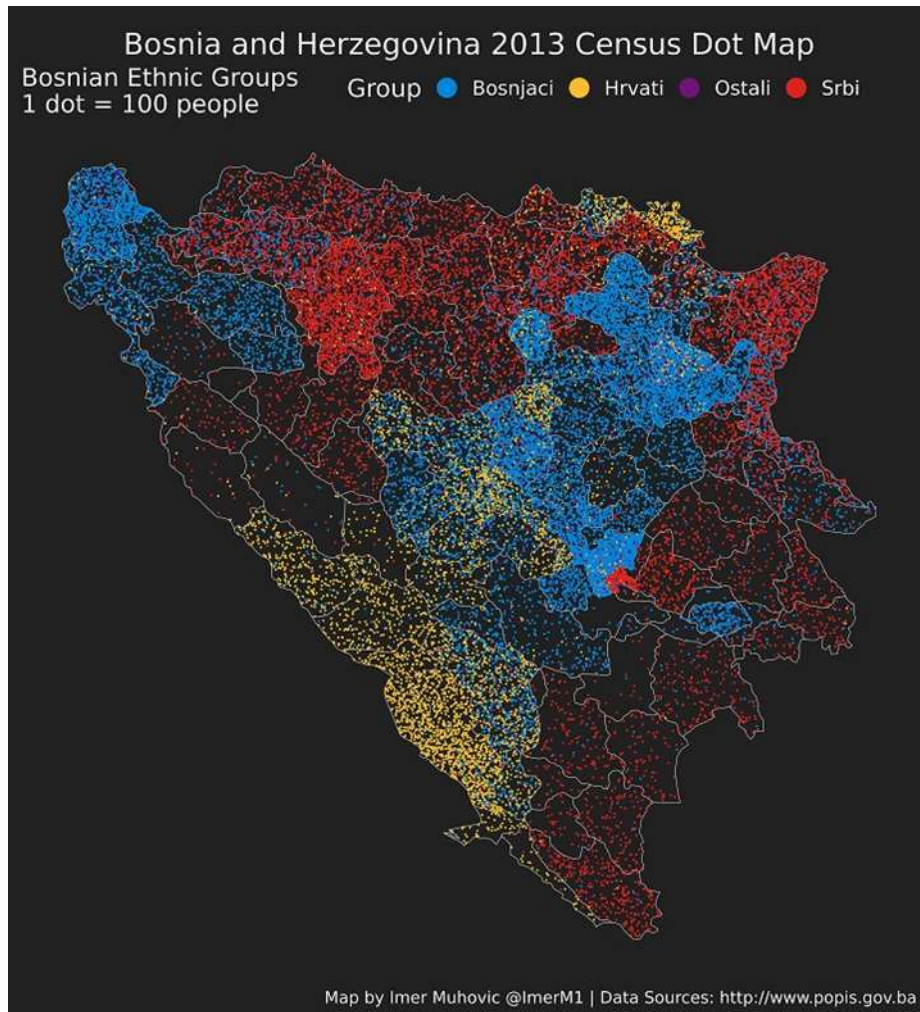 Bosnia and Herzegovina 2013 Census Dot Map
Bosnian Ethnic Groups
1 dot = 100 people
Group Bosnjaci Hrvati Ostali Srbi
Map by Imer Muhovic @ImerM1 | Data Sources: http://www.popis.gov.ba